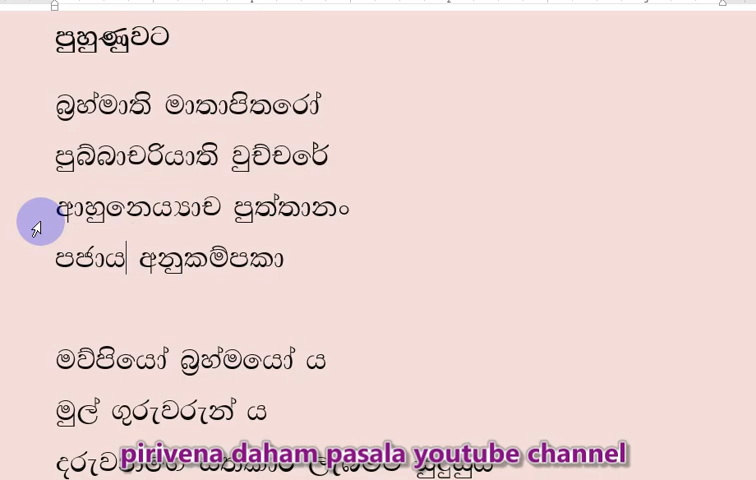 පුහුණුවට
බ්‍රහ්මාති මාතාපිතරෝ
පුබ්බාචරියාති වුච්චරේ
ආහුනෙය්‍යාච පුත්තානං
පජාය අනුකම්පකා
මව්පියෝ බ්‍රහ්මයෝ ය
මුල් ගුරුවරුන් ය
pirivena daham pasala youtube channel